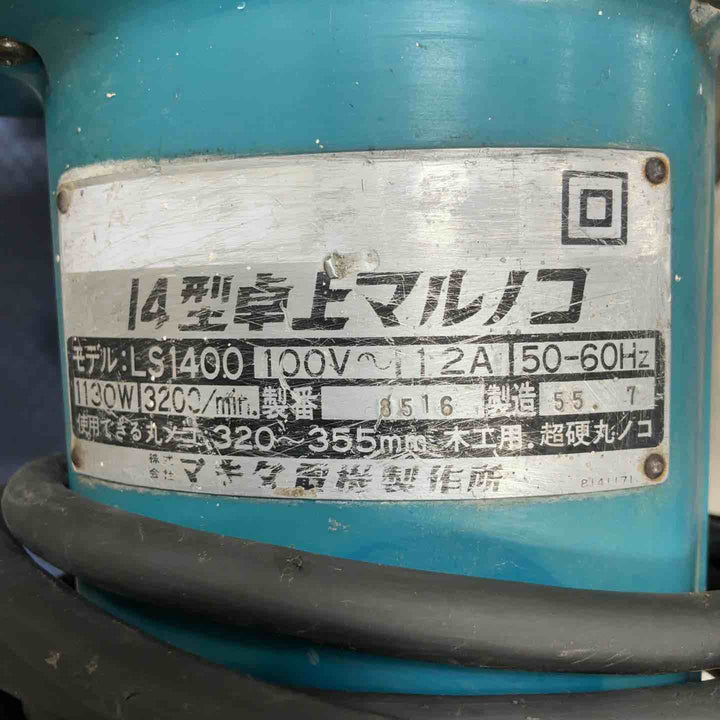 14型卓上マルノコ
モデル:LS1400 100V～ 12A 50-60Hz
1130W 3200/min. 製番 8516 製造 55. 7
使用できる丸ノコ、320～355mm 木工用、超硬丸ノコ
株式会社 マキタ電機製作所 P141171